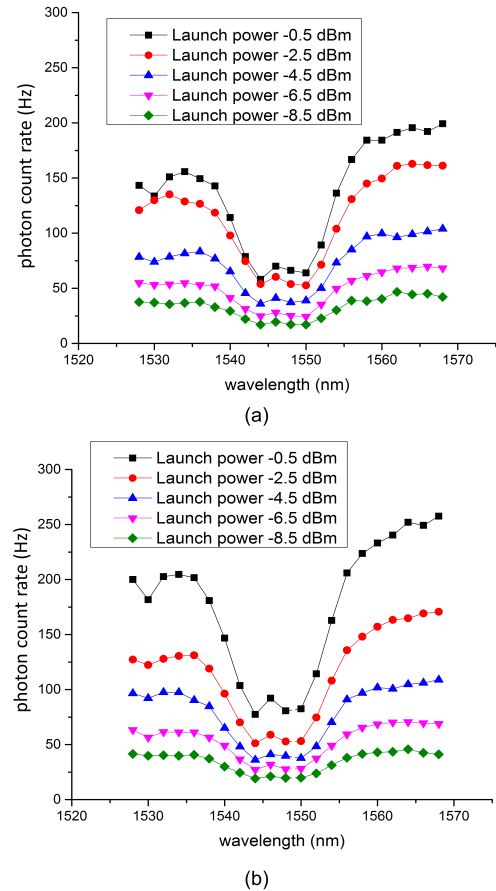 300
Launch power -0.5 dBm
Launch power -2.5 dBm
250
Launch power -4.5 dBm
Launch power -6.5 dBm
200
Launch power -8.5 dBm
150
100
50
0
photon count rate (Hz)
1520 1530 1540 1550 1560 1570
wavelength (nm)
(a)
Launch power -0.5 dBm
300
Launch power -2.5 dBm
Launch power -4.5 dBm
250
Launch power -6.5 dBm
Launch power -8.5 dBm
200
150
100
50
0
photon count rate (Hz)
1520 1530 1540 1550 1560 1570
wavelength (nm)
(b)